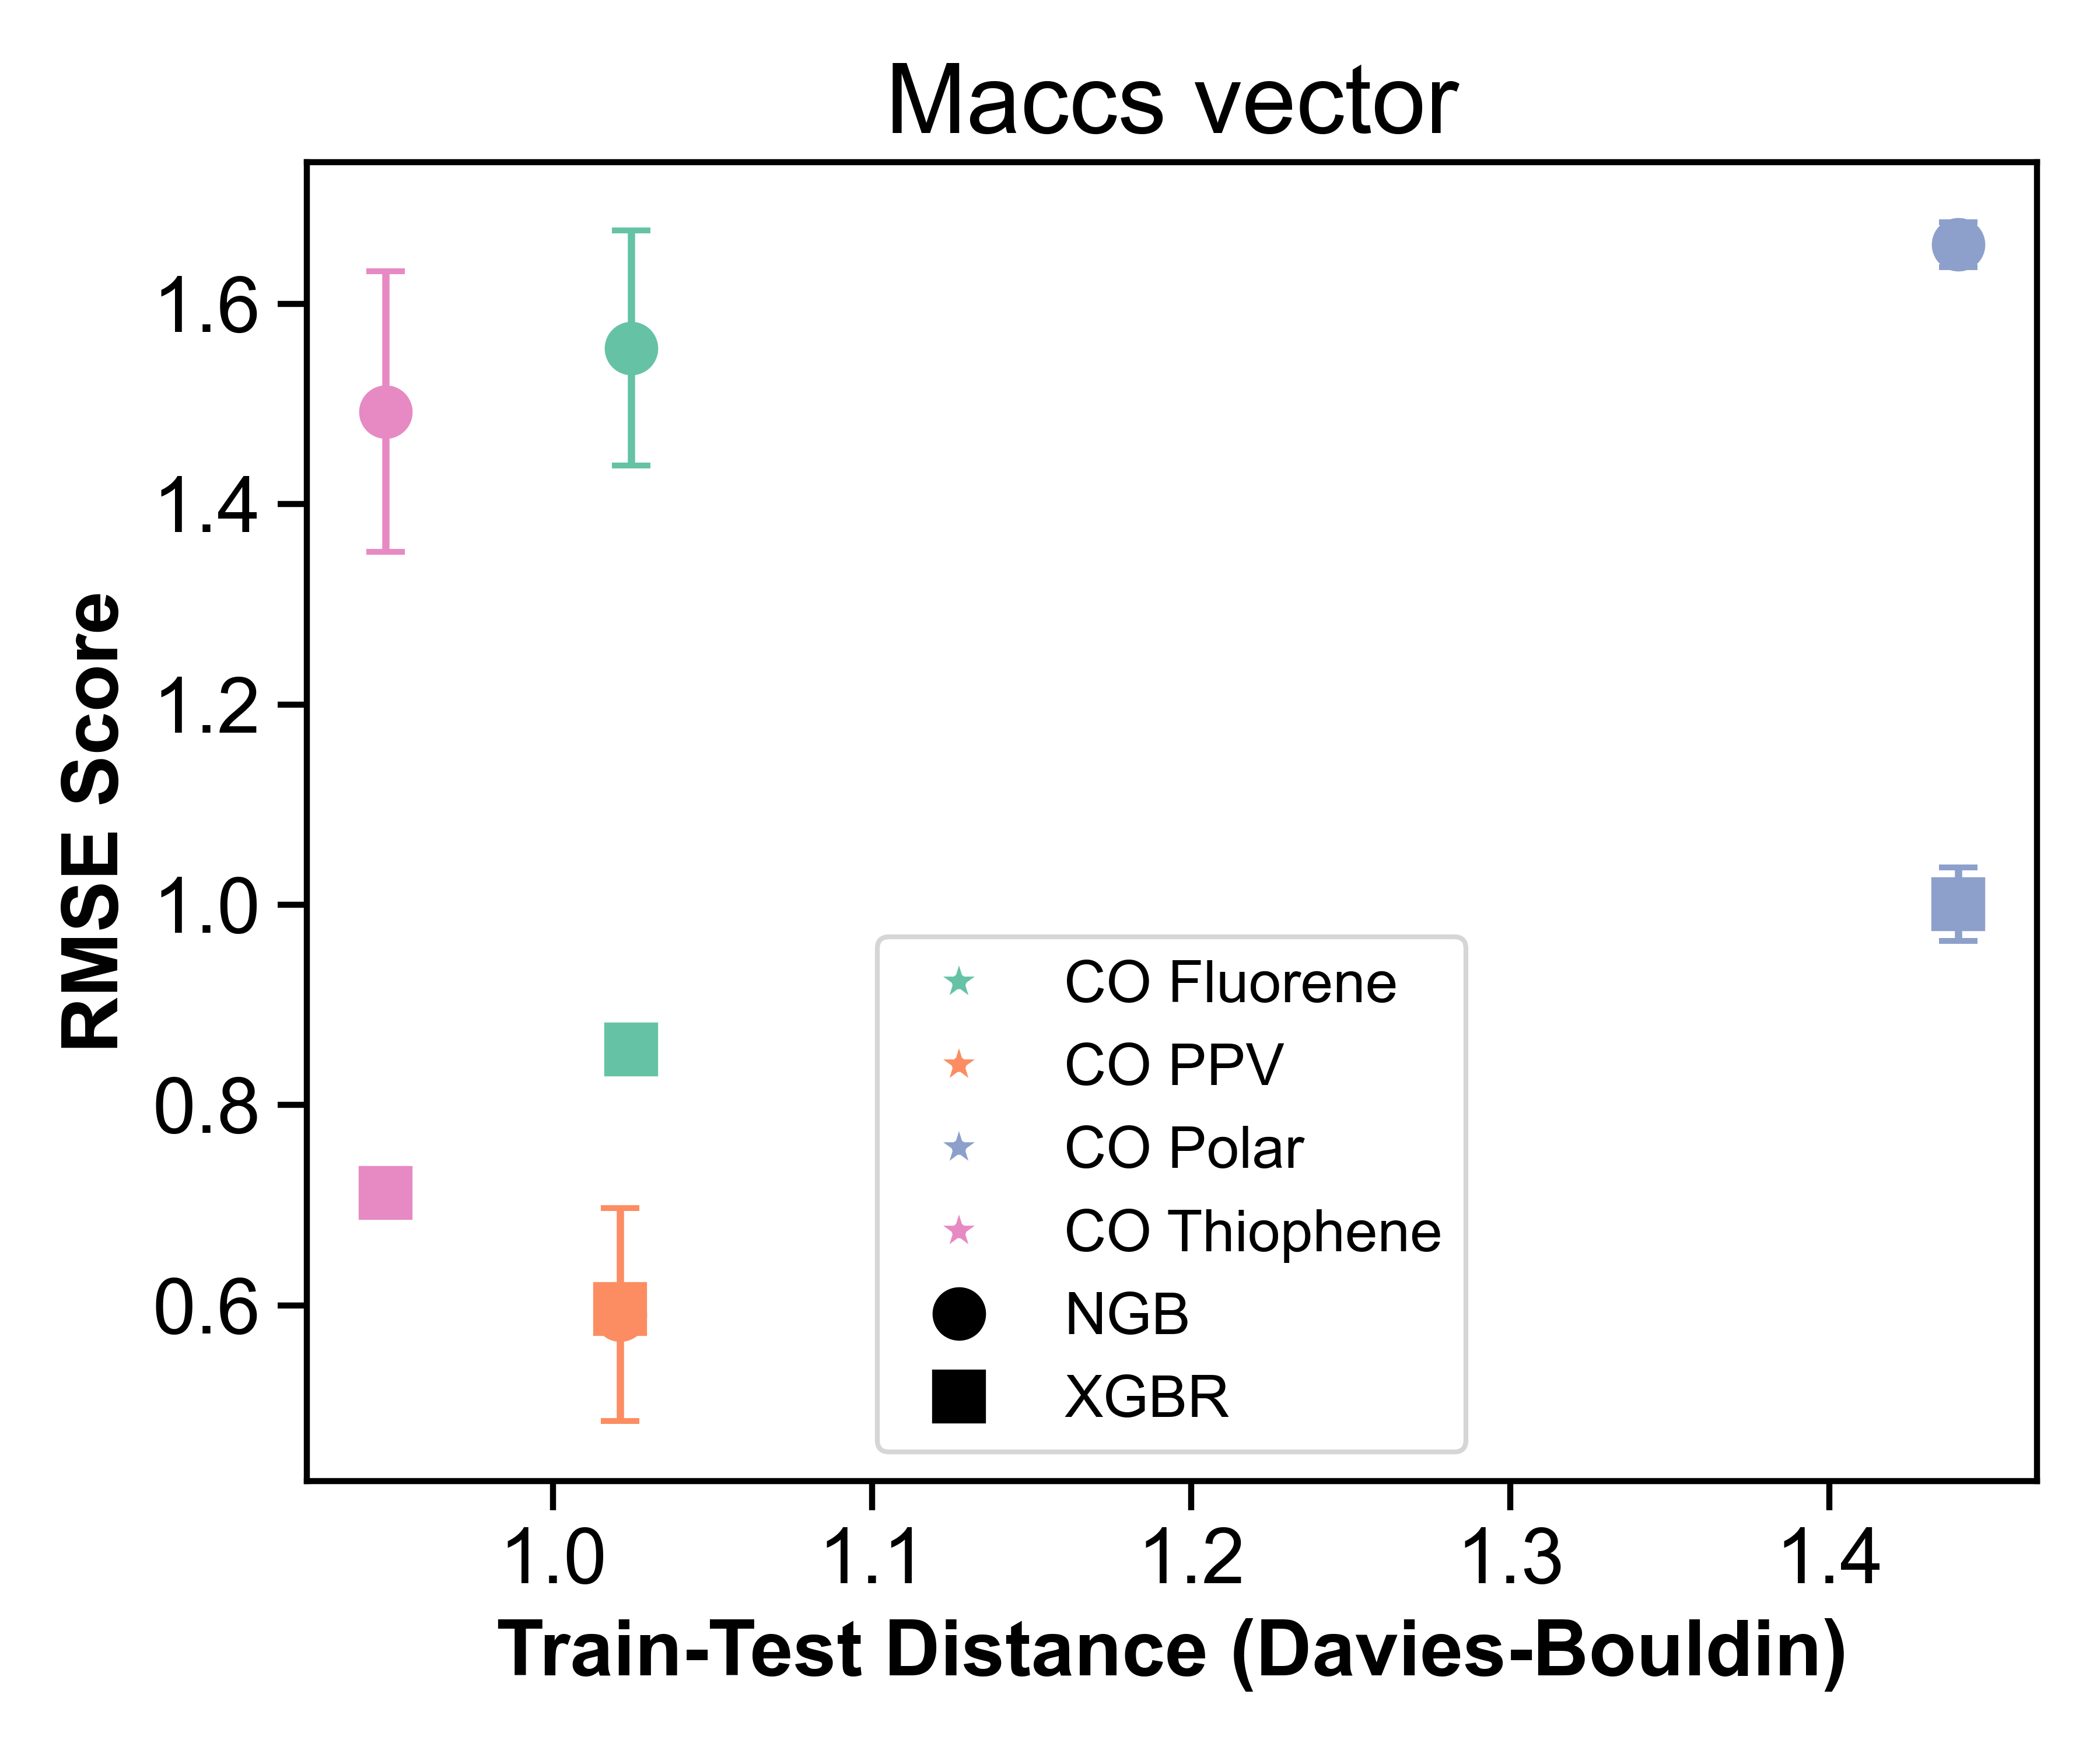 Maccs vector
RMSE Score
1.6
1.4
1.2
1.0
0.8
0.6
CO Fluorene
CO PPV
CO Polar
CO Thiophene
NGB
XGBR
1.0 1.1 1.2 1.3 1.4
Train-Test Distance (Davies-Bouldin)